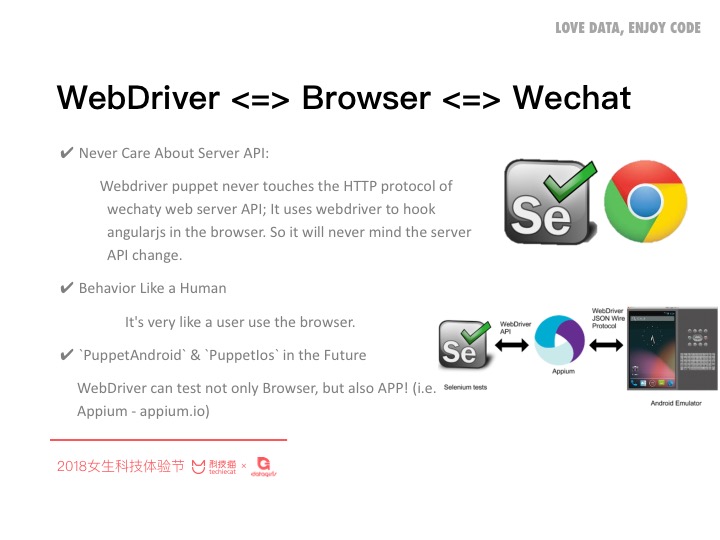 LOVE DATA, ENJOY CODE
WebDriver <=> Browser <=> Wechat
✔ Never Care About Server API:
Webdriver puppet never touches the HTTP protocol of
wechaty web server API; It uses webdriver to hook
angularjs in the browser. So it will never mind the server
API change.
✔ Behavior Like a Human
It's very like a user use the browser.
✔ `PuppetAndroid` & `PuppetIos` in the Future
WebDriver can test not only Browser, but also APP! (i.e.
Appium - appium.io)
Se
Se
Selenium tests
WebDriver
API
Appium
WebDriver
JSON Wire
Protocol
Android Emulator
2018女生科技体验节
科技猫
techiecat
×